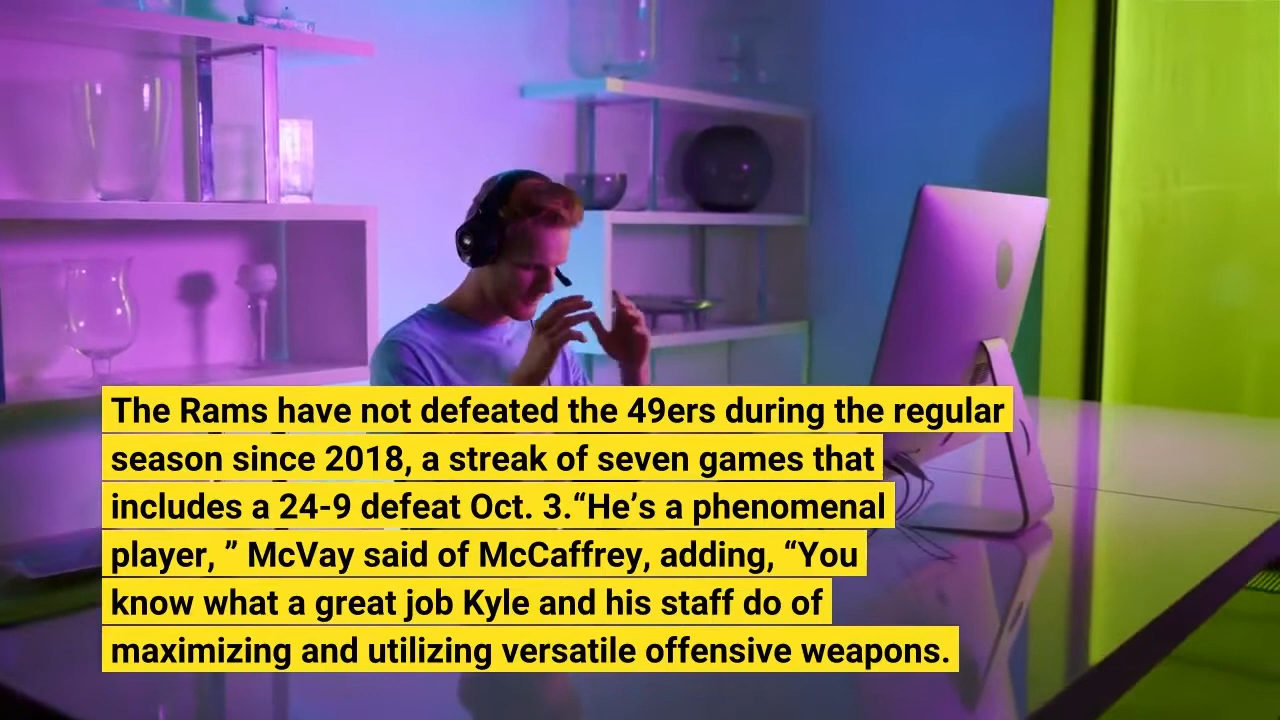 The Rams have not defeated the 49ers during the regular
season since 2018, a streak of seven games that
includes a 24-9 defeat Oct. 3.“He’s a phenomenal
player, ” McVay said of McCaffrey, adding, “You
know what a great job Kyle and his staff do of
maximizing and utilizing versatile offensive weapons.